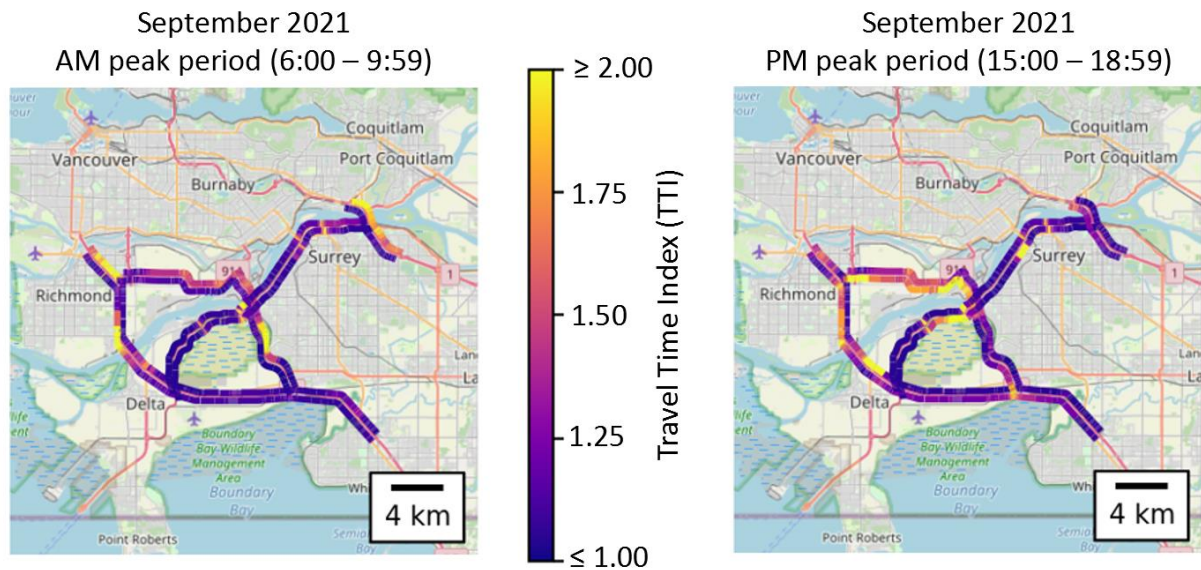 September 2021
AM peak period (6:00 – 9:59)
Vancouver
Burnaby
Coquitlam
Port Coquitlam
91A
Surrey
Richmond
1
Delta
Boundary
Bay Wildlife
Management
Area
Boundary
Bay
Point Roberts
4 km
≥ 2.00
1.75
1.50
1.25
≤ 1.00
Travel Time Index (TTI)
September 2021
PM peak period (15:00 – 18:59)
Vancouver
Burnaby
Coquitlam
Port Coquitlam
91A
Surrey
Richmond
1
Delta
Boundary
Bay Wildlife
Management
Area
Boundary
Bay
Point Roberts
4 km